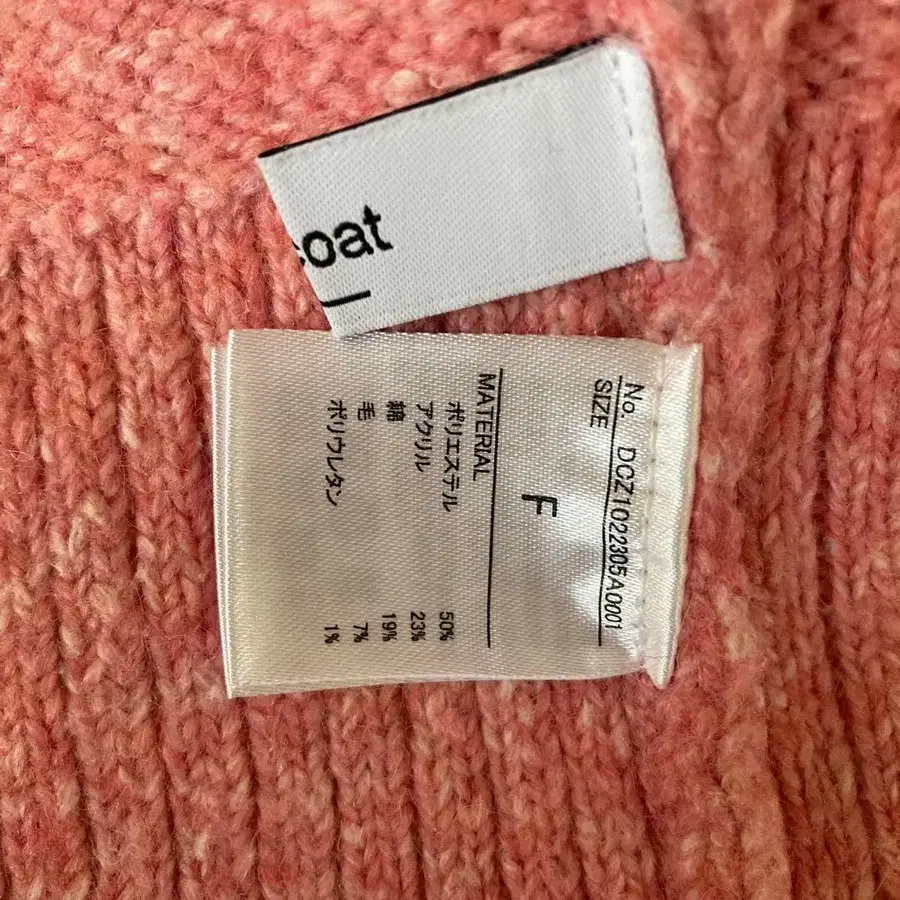 coat
No. DCZ1022305A0001
SIZE
F
MATERIAL
ポリエステル 50%
アクリル 23%
綿 19%
毛 7%
ポリウレタン 1%